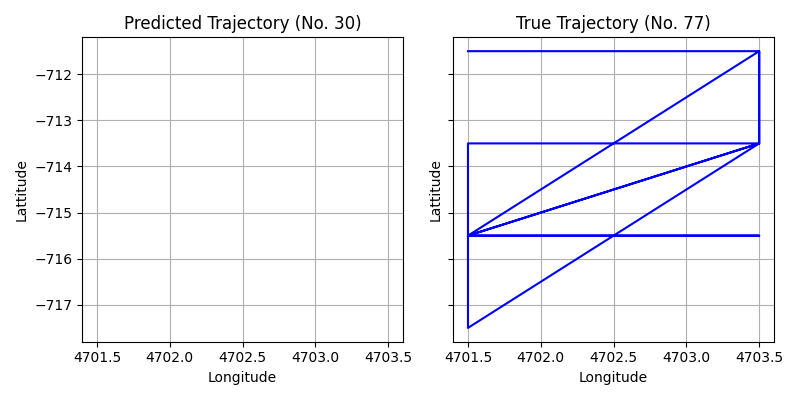 Predicted Trajectory (No. 30)
Lattitude
−712
−713
−714
−715
−716
−717
4701.5 4702.0 4702.5 4703.0 4703.5
Longitude
True Trajectory (No. 77)
Lattitude
4701.5 4702.0 4702.5 4703.0 4703.5
Longitude